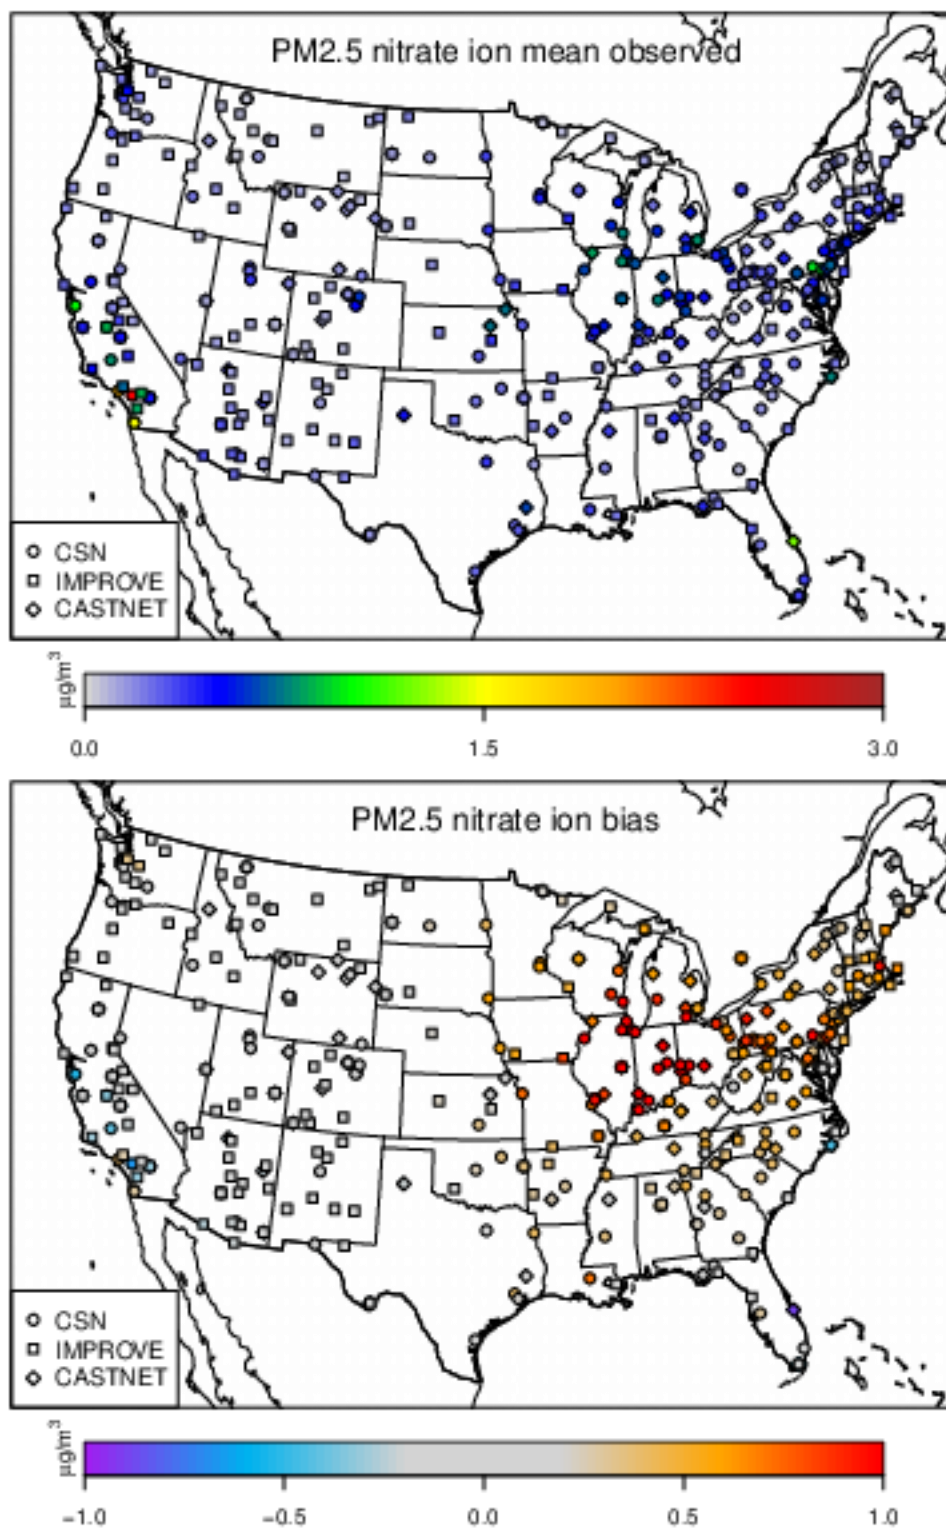 PM2.5 nitrate ion mean observed
CSN
IMPROVE
CASTNET
µg/m³
0.0 1.5 3.0
PM2.5 nitrate ion bias
CSN
IMPROVE
CASTNET
µg/m³
−1.0 −0.5 0.0 0.5 1.0